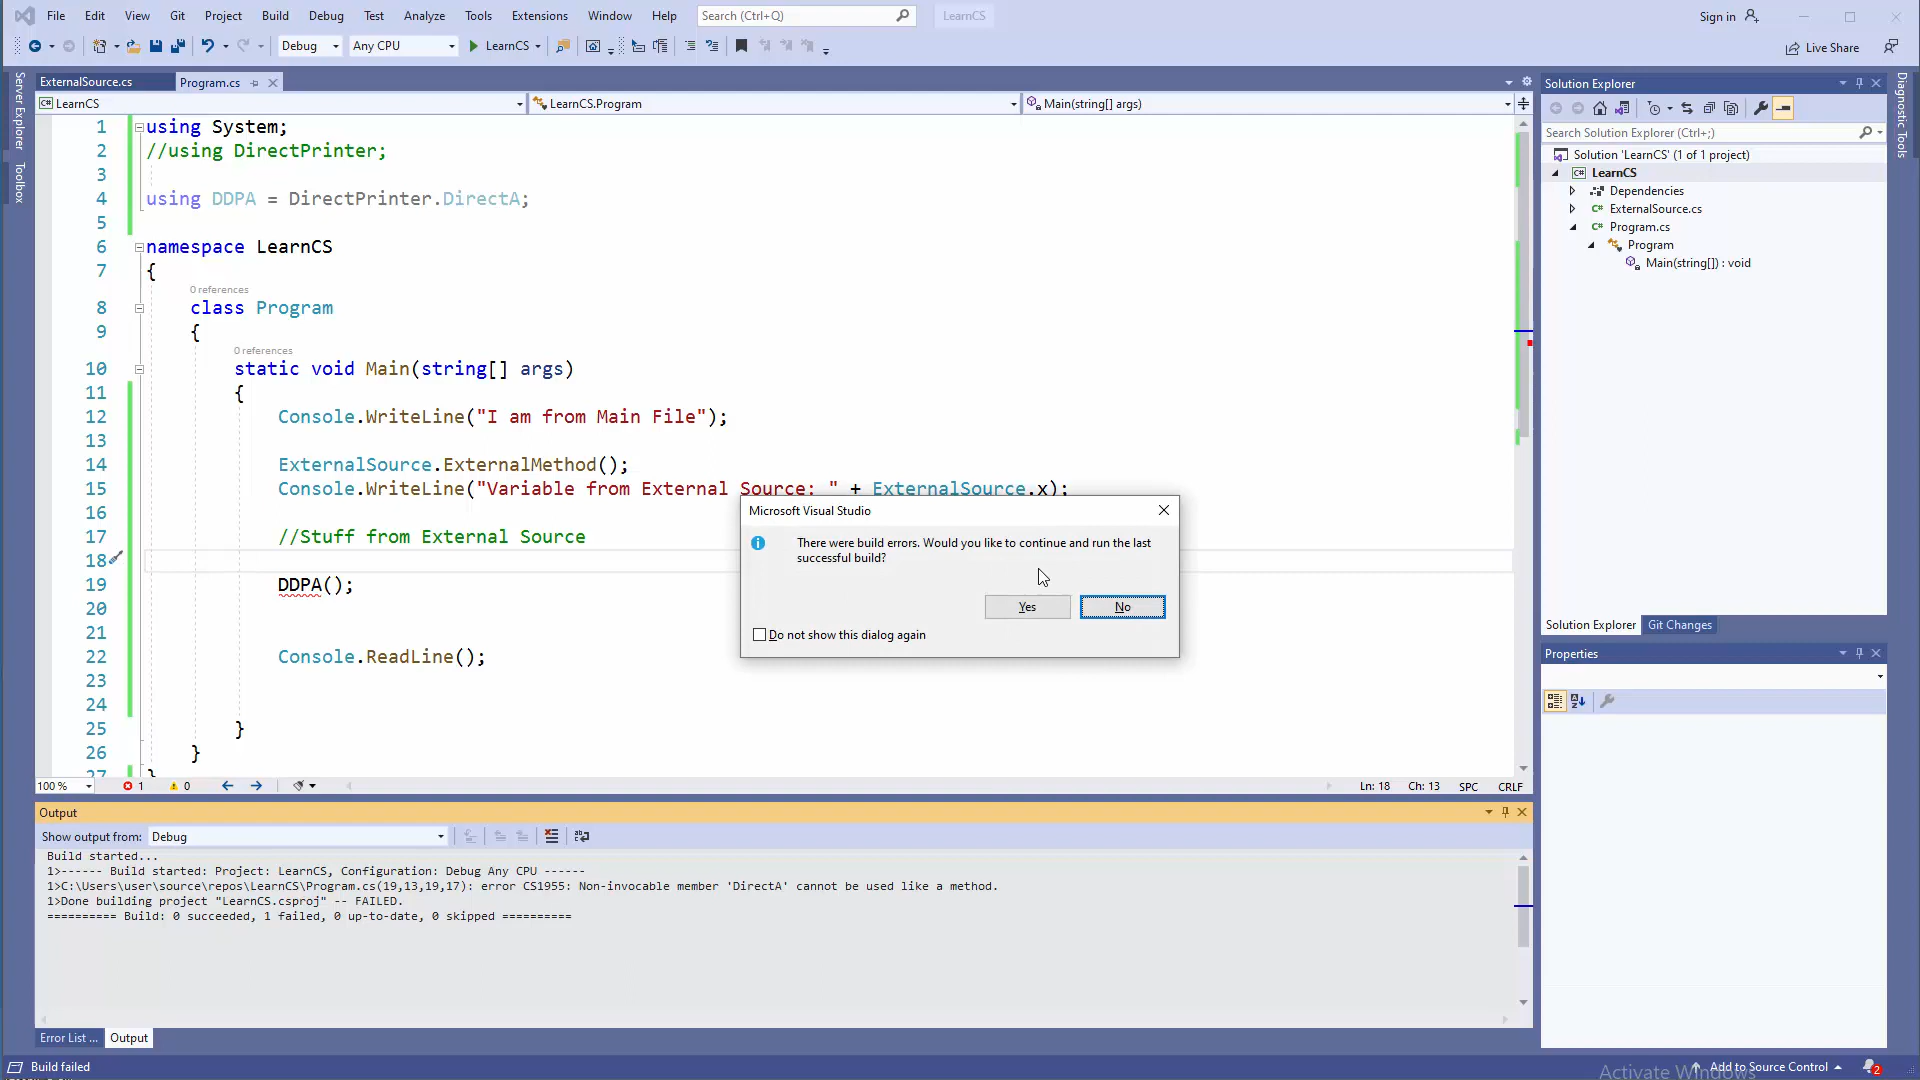 File Edit View Git Project Build Debug Test Analyze Tools Extensions Window Help Search (Ctrl+Q) LearnCS Sign in
Debug Any CPU LearnCS Live Share
Server Explorer
Toolbox
Diagnostic Tools
ExternalSource.cs Program.cs
LearnCS LearnCS.Program Main(string[] args)
1 using System;
2 //using DirectPrinter;
3
4 using DDPA = DirectPrinter.DirectA;
5
6 namespace LearnCS
7 {
0 references
8 class Program
9 {
0 references
10 static void Main(string[] args)
11 {
12 Console.WriteLine("I am from Main File");
13
14 ExternalSource.ExternalMethod();
15 Console.WriteLine("Variable from External Source: " + ExternalSource.x);
16
17 //Stuff from External Source
18
19 DDPA();
20
21
22 Console.ReadLine();
23
24
25 }
26 }
27 }
Microsoft Visual Studio
There were build errors. Would you like to continue and run the last
successful build?
Yes No
Do not show this dialog again
100 % 1 0 Ln: 18 Ch: 13 SPC CRLF
Output
Show output from: Debug
Build started...
1>------ Build started: Project: LearnCS, Configuration: Debug Any CPU ------
1>C:\Users\user\source\repos\LearnCS\Program.cs(19,13,19,17): error CS1955: Non-invocable member 'DirectA' cannot be used like a method.
1>Done building project "LearnCS.csproj" -- FAILED.
========== Build: 0 succeeded, 1 failed, 0 up-to-date, 0 skipped ==========
Error List ... Output
Solution Explorer
Search Solution Explorer (Ctrl+;)
Solution 'LearnCS' (1 of 1 project)
C# LearnCS
Dependencies
C# ExternalSource.cs
C# Program.cs
Program
Main(string[]) : void
Solution Explorer Git Changes
Properties
Build failed Activate Windows Add to Source Control 2